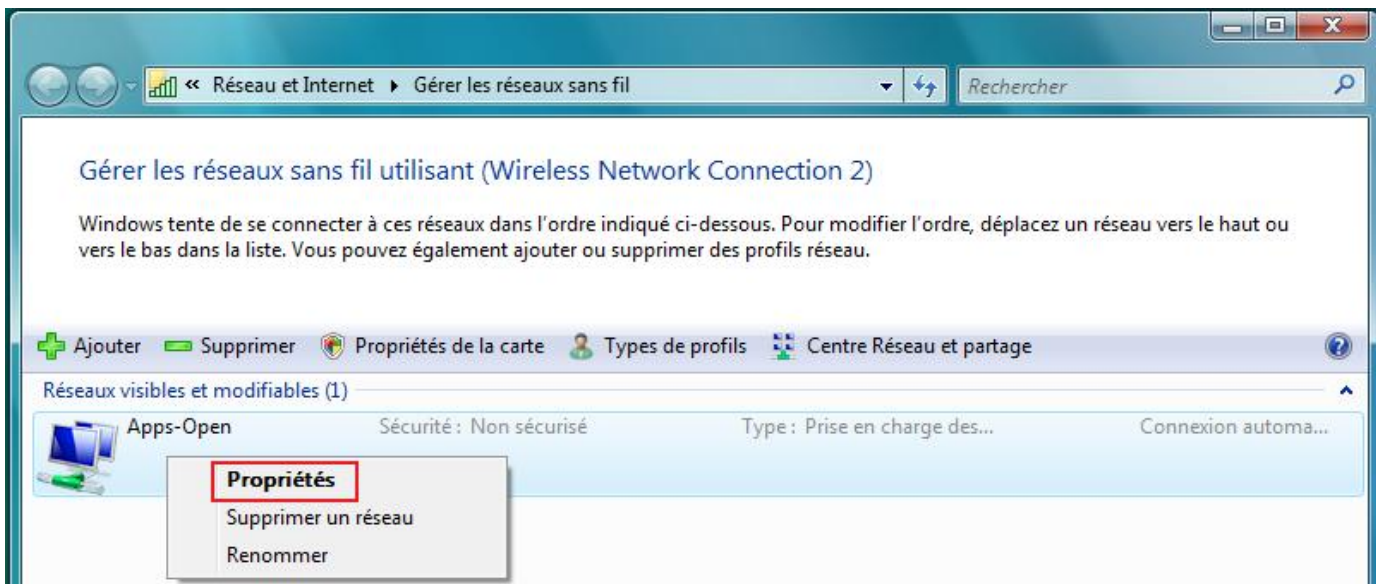 « Réseau et Internet ▸ Gérer les réseaux sans fil
Rechercher
Gérer les réseaux sans fil utilisant (Wireless Network Connection 2)
Windows tente de se connecter à ces réseaux dans l'ordre indiqué ci-dessous. Pour modifier l'ordre, déplacez un réseau vers le haut ou
vers le bas dans la liste. Vous pouvez également ajouter ou supprimer des profils réseau.
Ajouter Supprimer Propriétés de la carte Types de profils Centre Réseau et partage
Réseaux visibles et modifiables (1)
Apps-Open Sécurité : Non sécurisé Type : Prise en charge des... Connexion automa...
Propriétés
Supprimer un réseau
Renommer